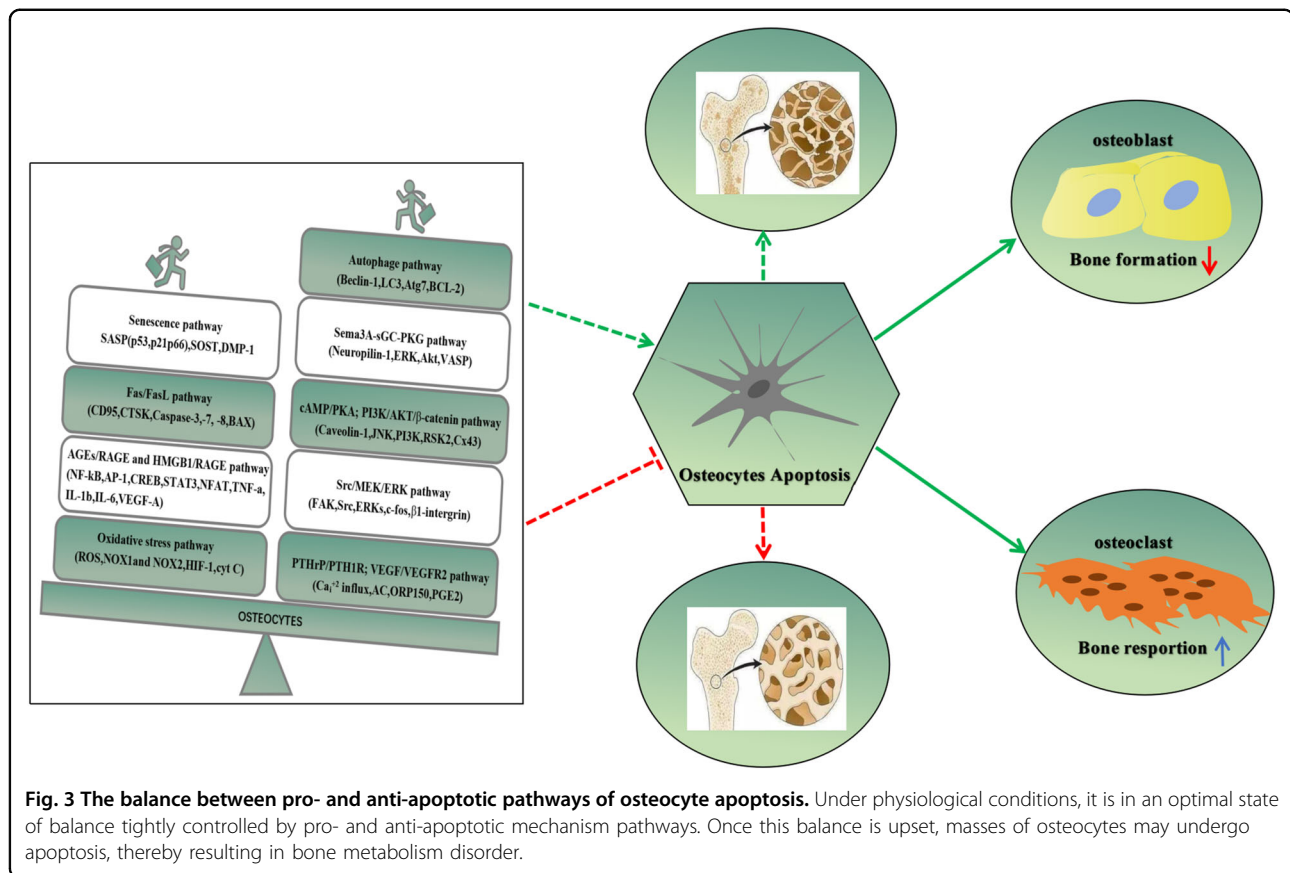 Autophage pathway
(Beclin-1,LC3,Atg7,BCL-2)
Senescence pathway
SASP(p53,p21p66),SOST,DMP-1
Sema3A-sGC-PKG pathway
(Neuropilin-1,ERK,Akt,VASP)
Fas/FasL pathway
(CD95,CTSK,Caspase-3,-7, -8,BAX)
cAMP/PKA; PI3K/AKT/β-catenin pathway
(Caveolin-1,JNK,PI3K,RSK2,Cx43)
AGEs/RAGE and HMGB1/RAGE pathway
(NF-kB,AP-1,CREB,STAT3,NFAT,TNF-a,
IL-1b,IL-6,VEGF-A)
Src/MEK/ERK pathway
(FAK,Src,ERKs,c-fos,β1-intergrin)
Oxidative stress pathway
(ROS,NOX1and NOX2,HIF-1,cyt C)
PTHrP/PTH1R; VEGF/VEGFR2 pathway
(Caᵢ⁺² influx,AC,ORP150,PGE2)
OSTEOCYTES
Osteocytes Apoptosis
osteoblast
Bone formation
osteoclast
Bone resportion
Fig. 3 The balance between pro- and anti-apoptotic pathways of osteocyte apoptosis. Under physiological conditions, it is in an optimal state
of balance tightly controlled by pro- and anti-apoptotic mechanism pathways. Once this balance is upset, masses of osteocytes may undergo
apoptosis, thereby resulting in bone metabolism disorder.